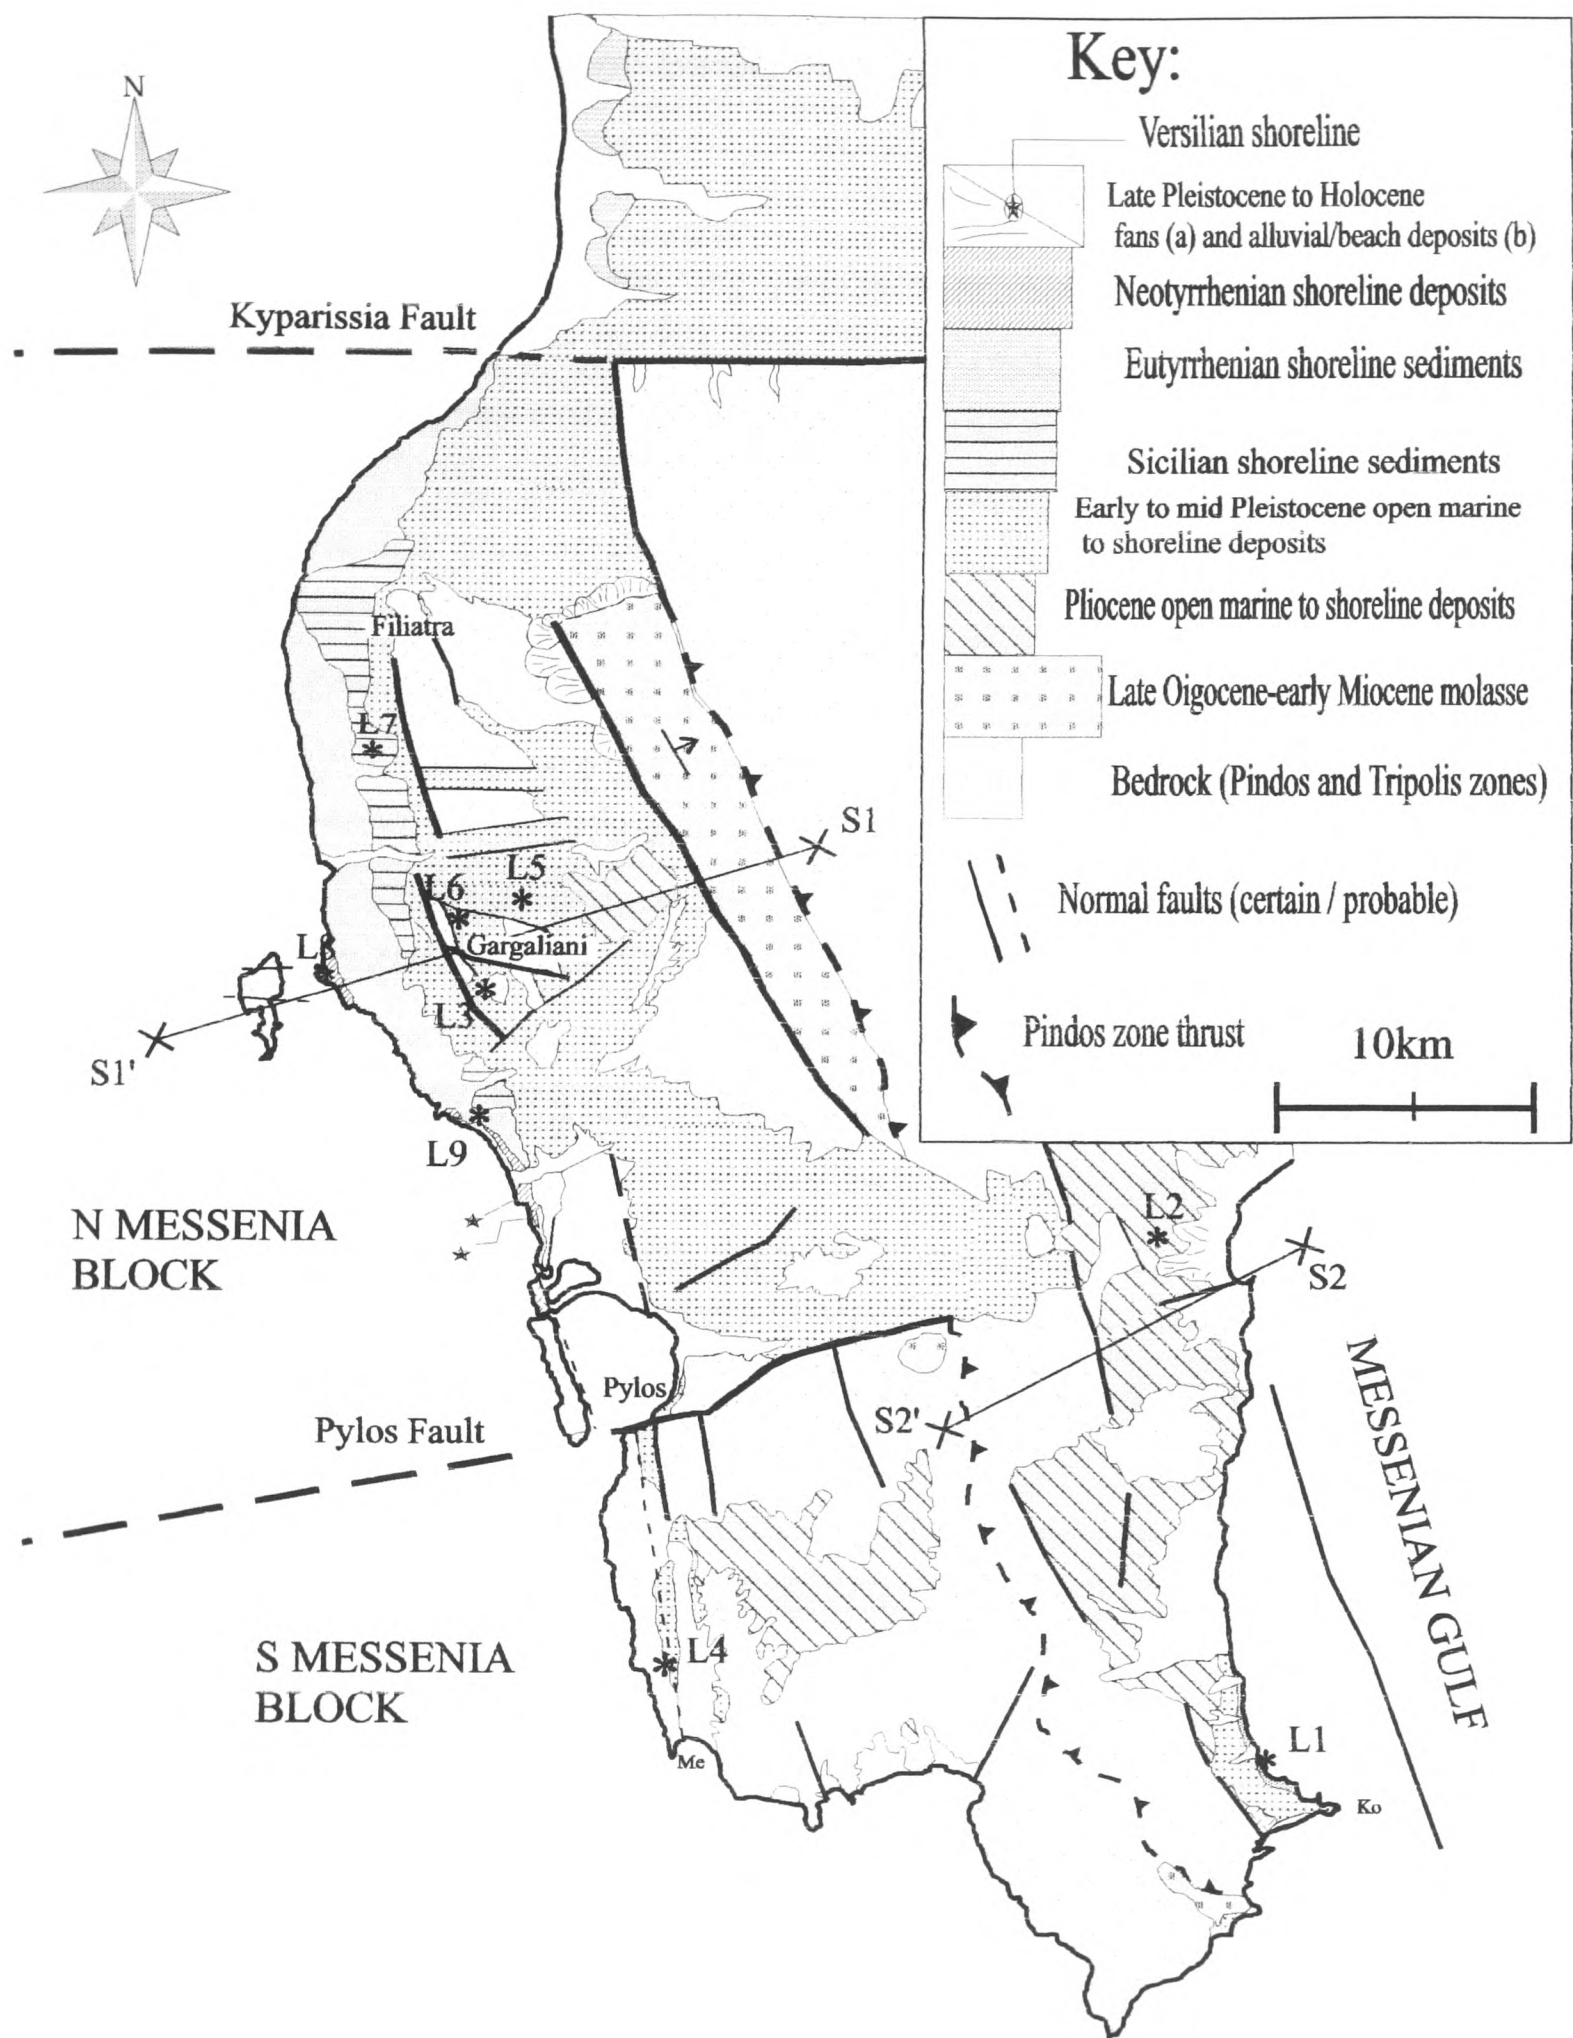 Key:
N
Versilian shoreline
Late Pleistocene to Holocene
fans (a) and alluvial/beach deposits (b)
Neotyrrhenian shoreline deposits
Kyparissia Fault
Eutyrrhenian shoreline sediments
Sicilian shoreline sediments
Early to mid Pleistocene open marine
to shoreline deposits
Pliocene open marine to shoreline deposits
Filiatra
Late Oigocene-early Miocene molasse
L7
Bedrock (Pindos and Tripolis zones)
S1
L5
L6
Normal faults (certain / probable)
Gargaliani
L8
L3
Pindos zone thrust
10km
S1'
L9
N MESSENIA
BLOCK
L2
S2
Pylos
MESSENIAN GULF
S2'
Pylos Fault
S MESSENIA
BLOCK
L4
L1
Me
Ko